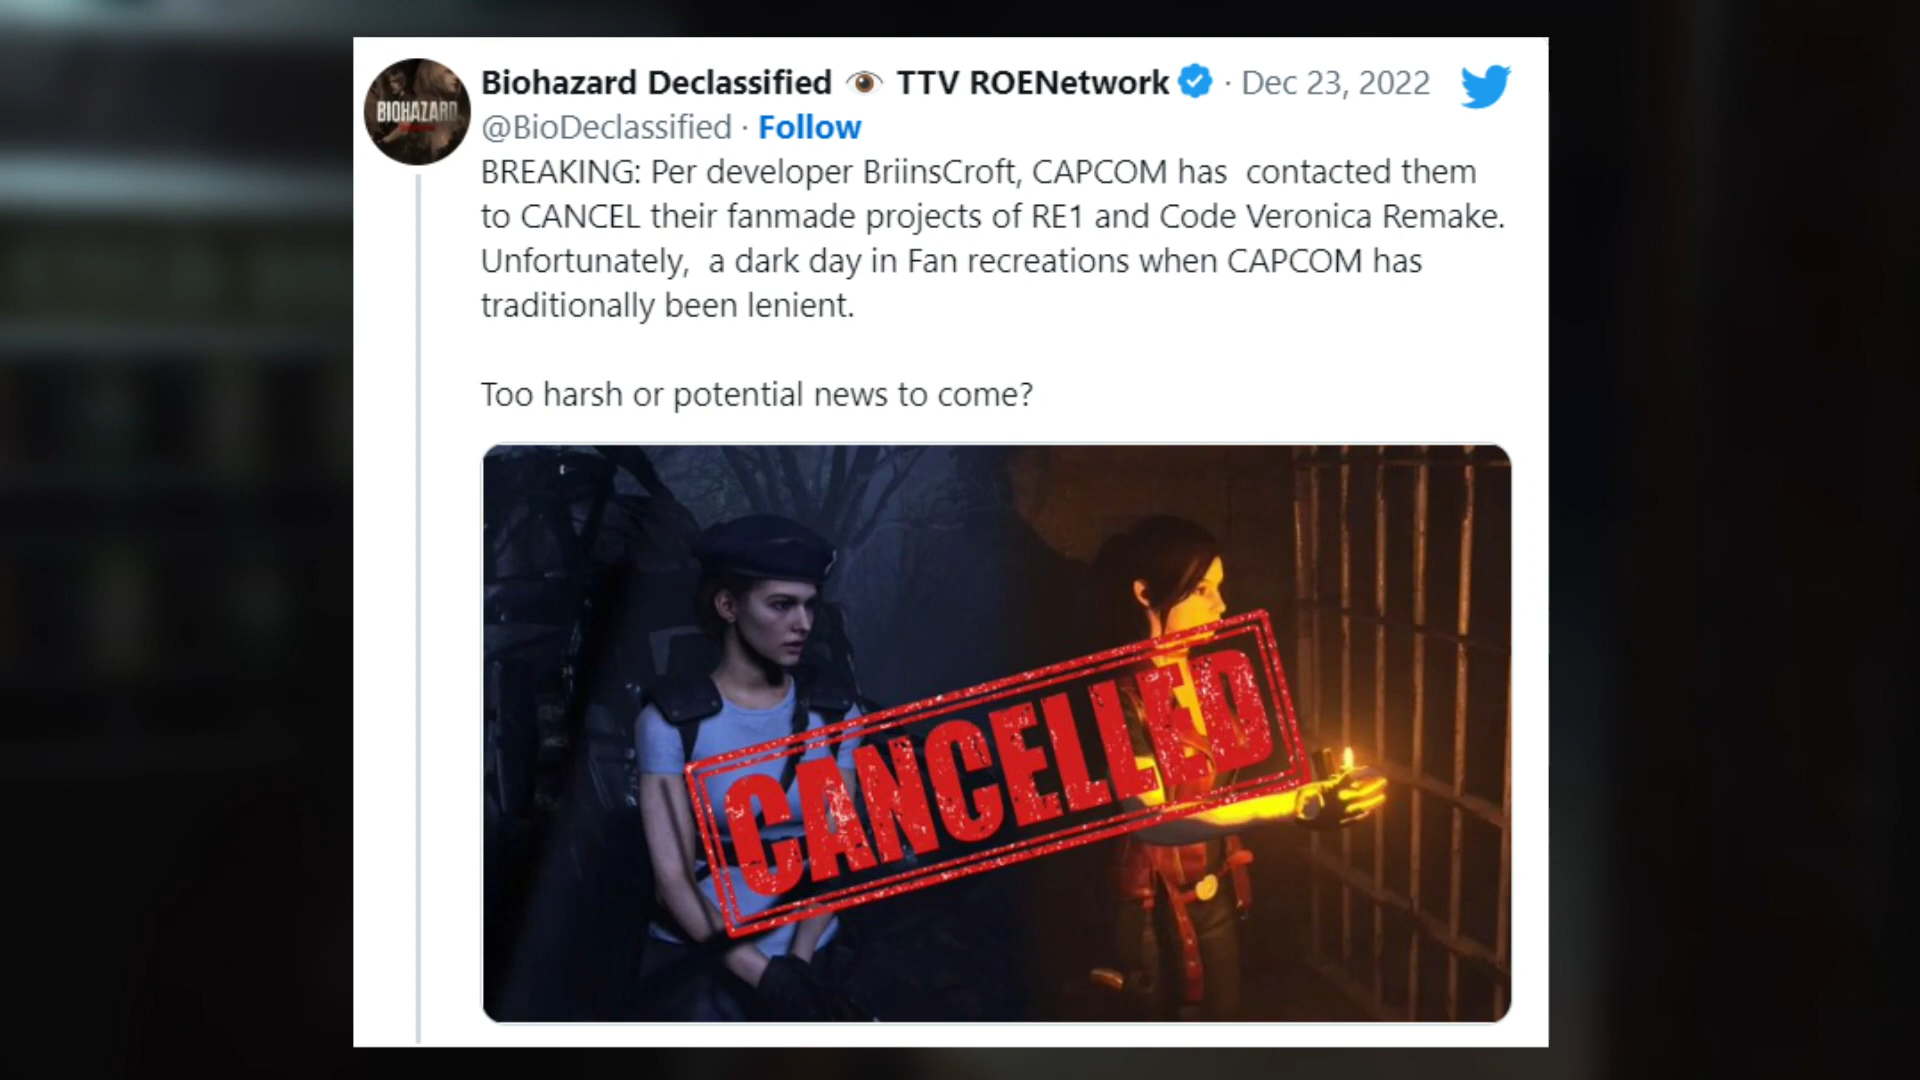 BIOHAZARD
Biohazard Declassified 👁 TTV ROENetwork · Dec 23, 2022
@BioDeclassified · Follow
BREAKING: Per developer BriinsCroft, CAPCOM has  contacted them
to CANCEL their fanmade projects of RE1 and Code Veronica Remake.
Unfortunately,  a dark day in Fan recreations when CAPCOM has
traditionally been lenient.
Too harsh or potential news to come?
CANCELLED